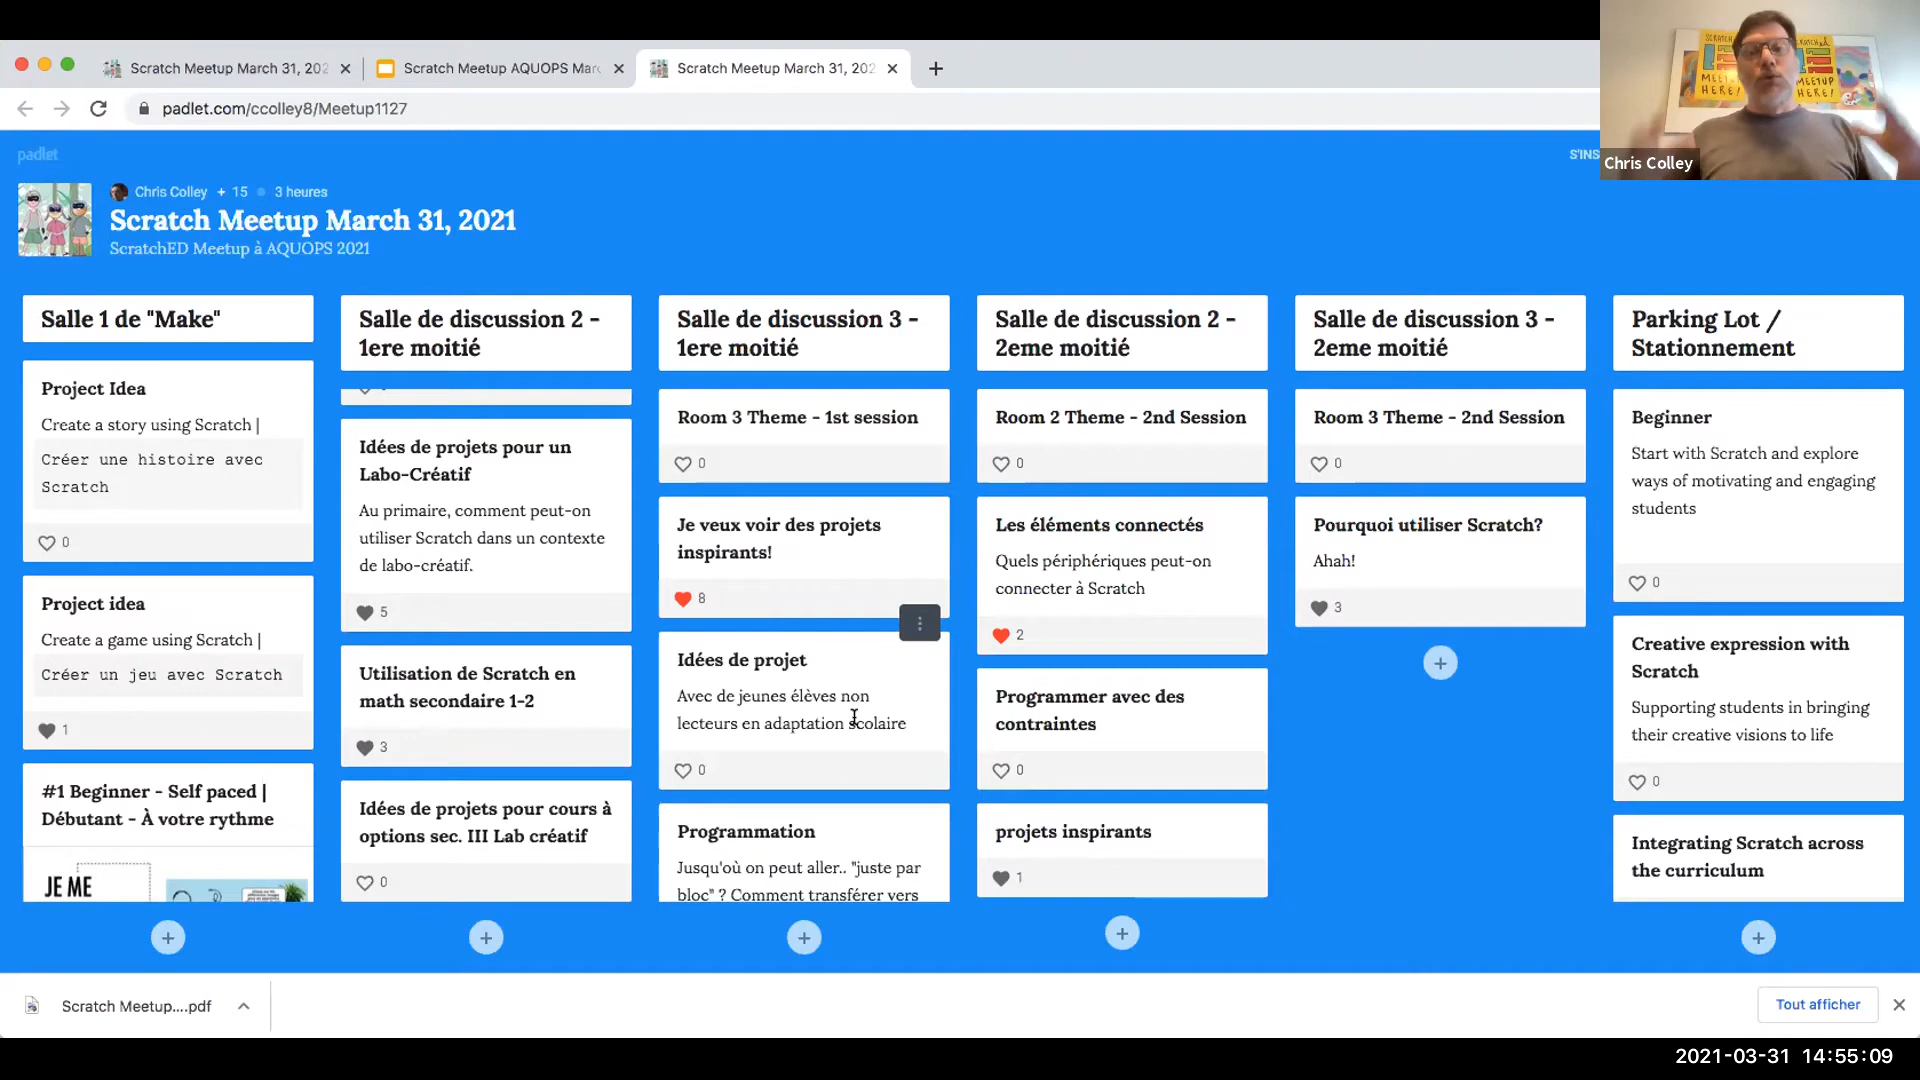 Scratch Meetup March 31, 202
Scratch Meetup AQUOPS Mar
Scratch Meetup March 31, 202
padlet.com/ccolley8/Meetup1127
SCRATCH
MEET
HERE!
MEETUP
HERE!
Chris Colley
padlet
S'INS
Chris Colley + 15 3 heures
Scratch Meetup March 31, 2021
ScratchED Meetup à AQUOPS 2021
Salle 1 de "Make"
Project Idea
Create a story using Scratch |
Créer une histoire avec
Scratch
0
Project idea
Create a game using Scratch |
Créer un jeu avec Scratch
1
#1 Beginner - Self paced |
Débutant - À votre rythme
JE ME
Salle de discussion 2 -
1ere moitié
Idées de projets pour un
Labo-Créatif
Au primaire, comment peut-on
utiliser Scratch dans un contexte
de labo-créatif.
5
Utilisation de Scratch en
math secondaire 1-2
3
Idées de projets pour cours à
options sec. III Lab créatif
0
Salle de discussion 3 -
1ere moitié
Room 3 Theme - 1st session
0
Je veux voir des projets
inspirants!
8
Idées de projet
Avec de jeunes élèves non
lecteurs en adaptation scolaire
0
Programmation
Jusqu'où on peut aller.. "juste par
bloc" ? Comment transférer vers
Salle de discussion 2 -
2eme moitié
Room 2 Theme - 2nd Session
0
Les éléments connectés
Quels périphériques peut-on
connecter à Scratch
2
Programmer avec des
contraintes
0
projets inspirants
1
Salle de discussion 3 -
2eme moitié
Room 3 Theme - 2nd Session
0
Pourquoi utiliser Scratch?
Ahah!
3
Parking Lot /
Stationnement
Beginner
Start with Scratch and explore
ways of motivating and engaging
students
0
Creative expression with
Scratch
Supporting students in bringing
their creative visions to life
0
Integrating Scratch across
the curriculum
Scratch Meetup....pdf
Tout afficher
2021-03-31 14:55:09